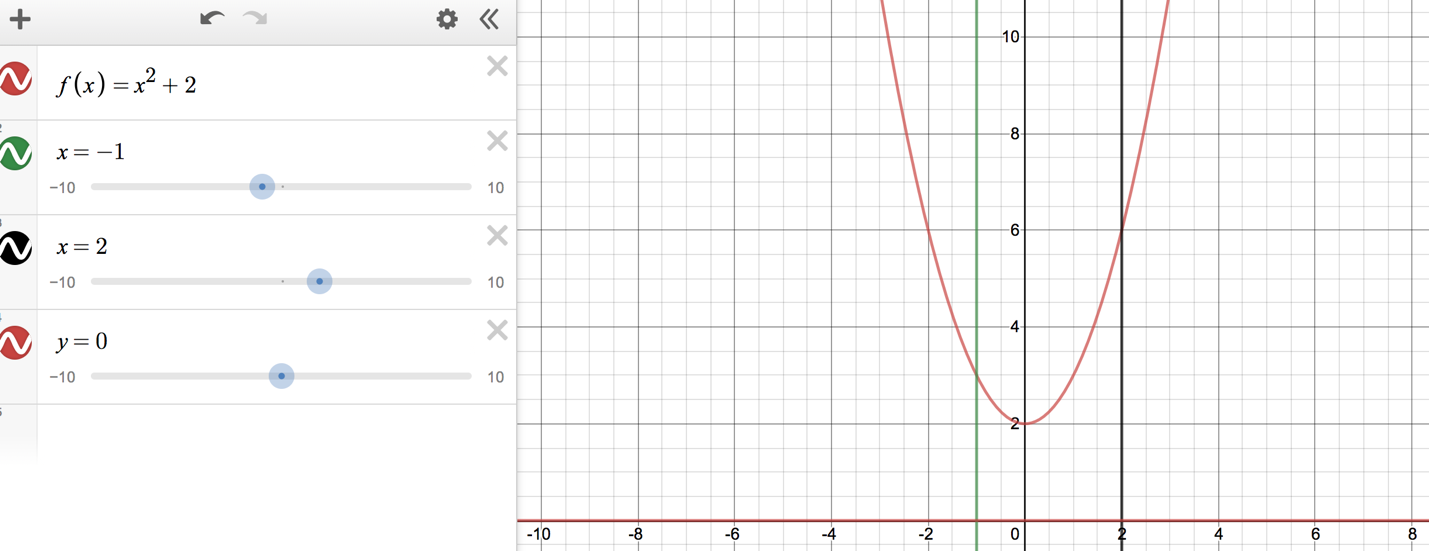 f(x) = x² + 2
x = −1
−10 10
x = 2
−10 10
y = 0
−10 10
10
8
6
4
2
-10 -8 -6 -4 -2 0 2 4 6 8